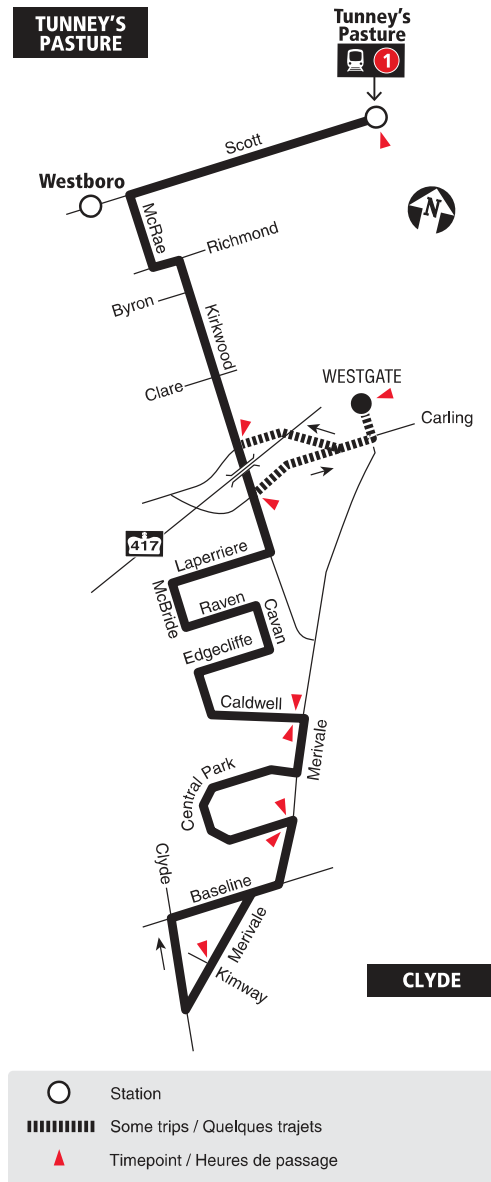 TUNNEY'S
PASTURE
Tunney's
Pasture
1
Scott
Westboro
McRae
N
Richmond
Byron
Kirkwood
Clare
WESTGATE
Carling
417
Laperriere
McBride
Raven
Cavan
Edgecliffe
Caldwell
Merivale
Central Park
Clyde
Baseline
Merivale
Kimway
CLYDE
Station
Some trips / Quelques trajets
Timepoint / Heures de passage